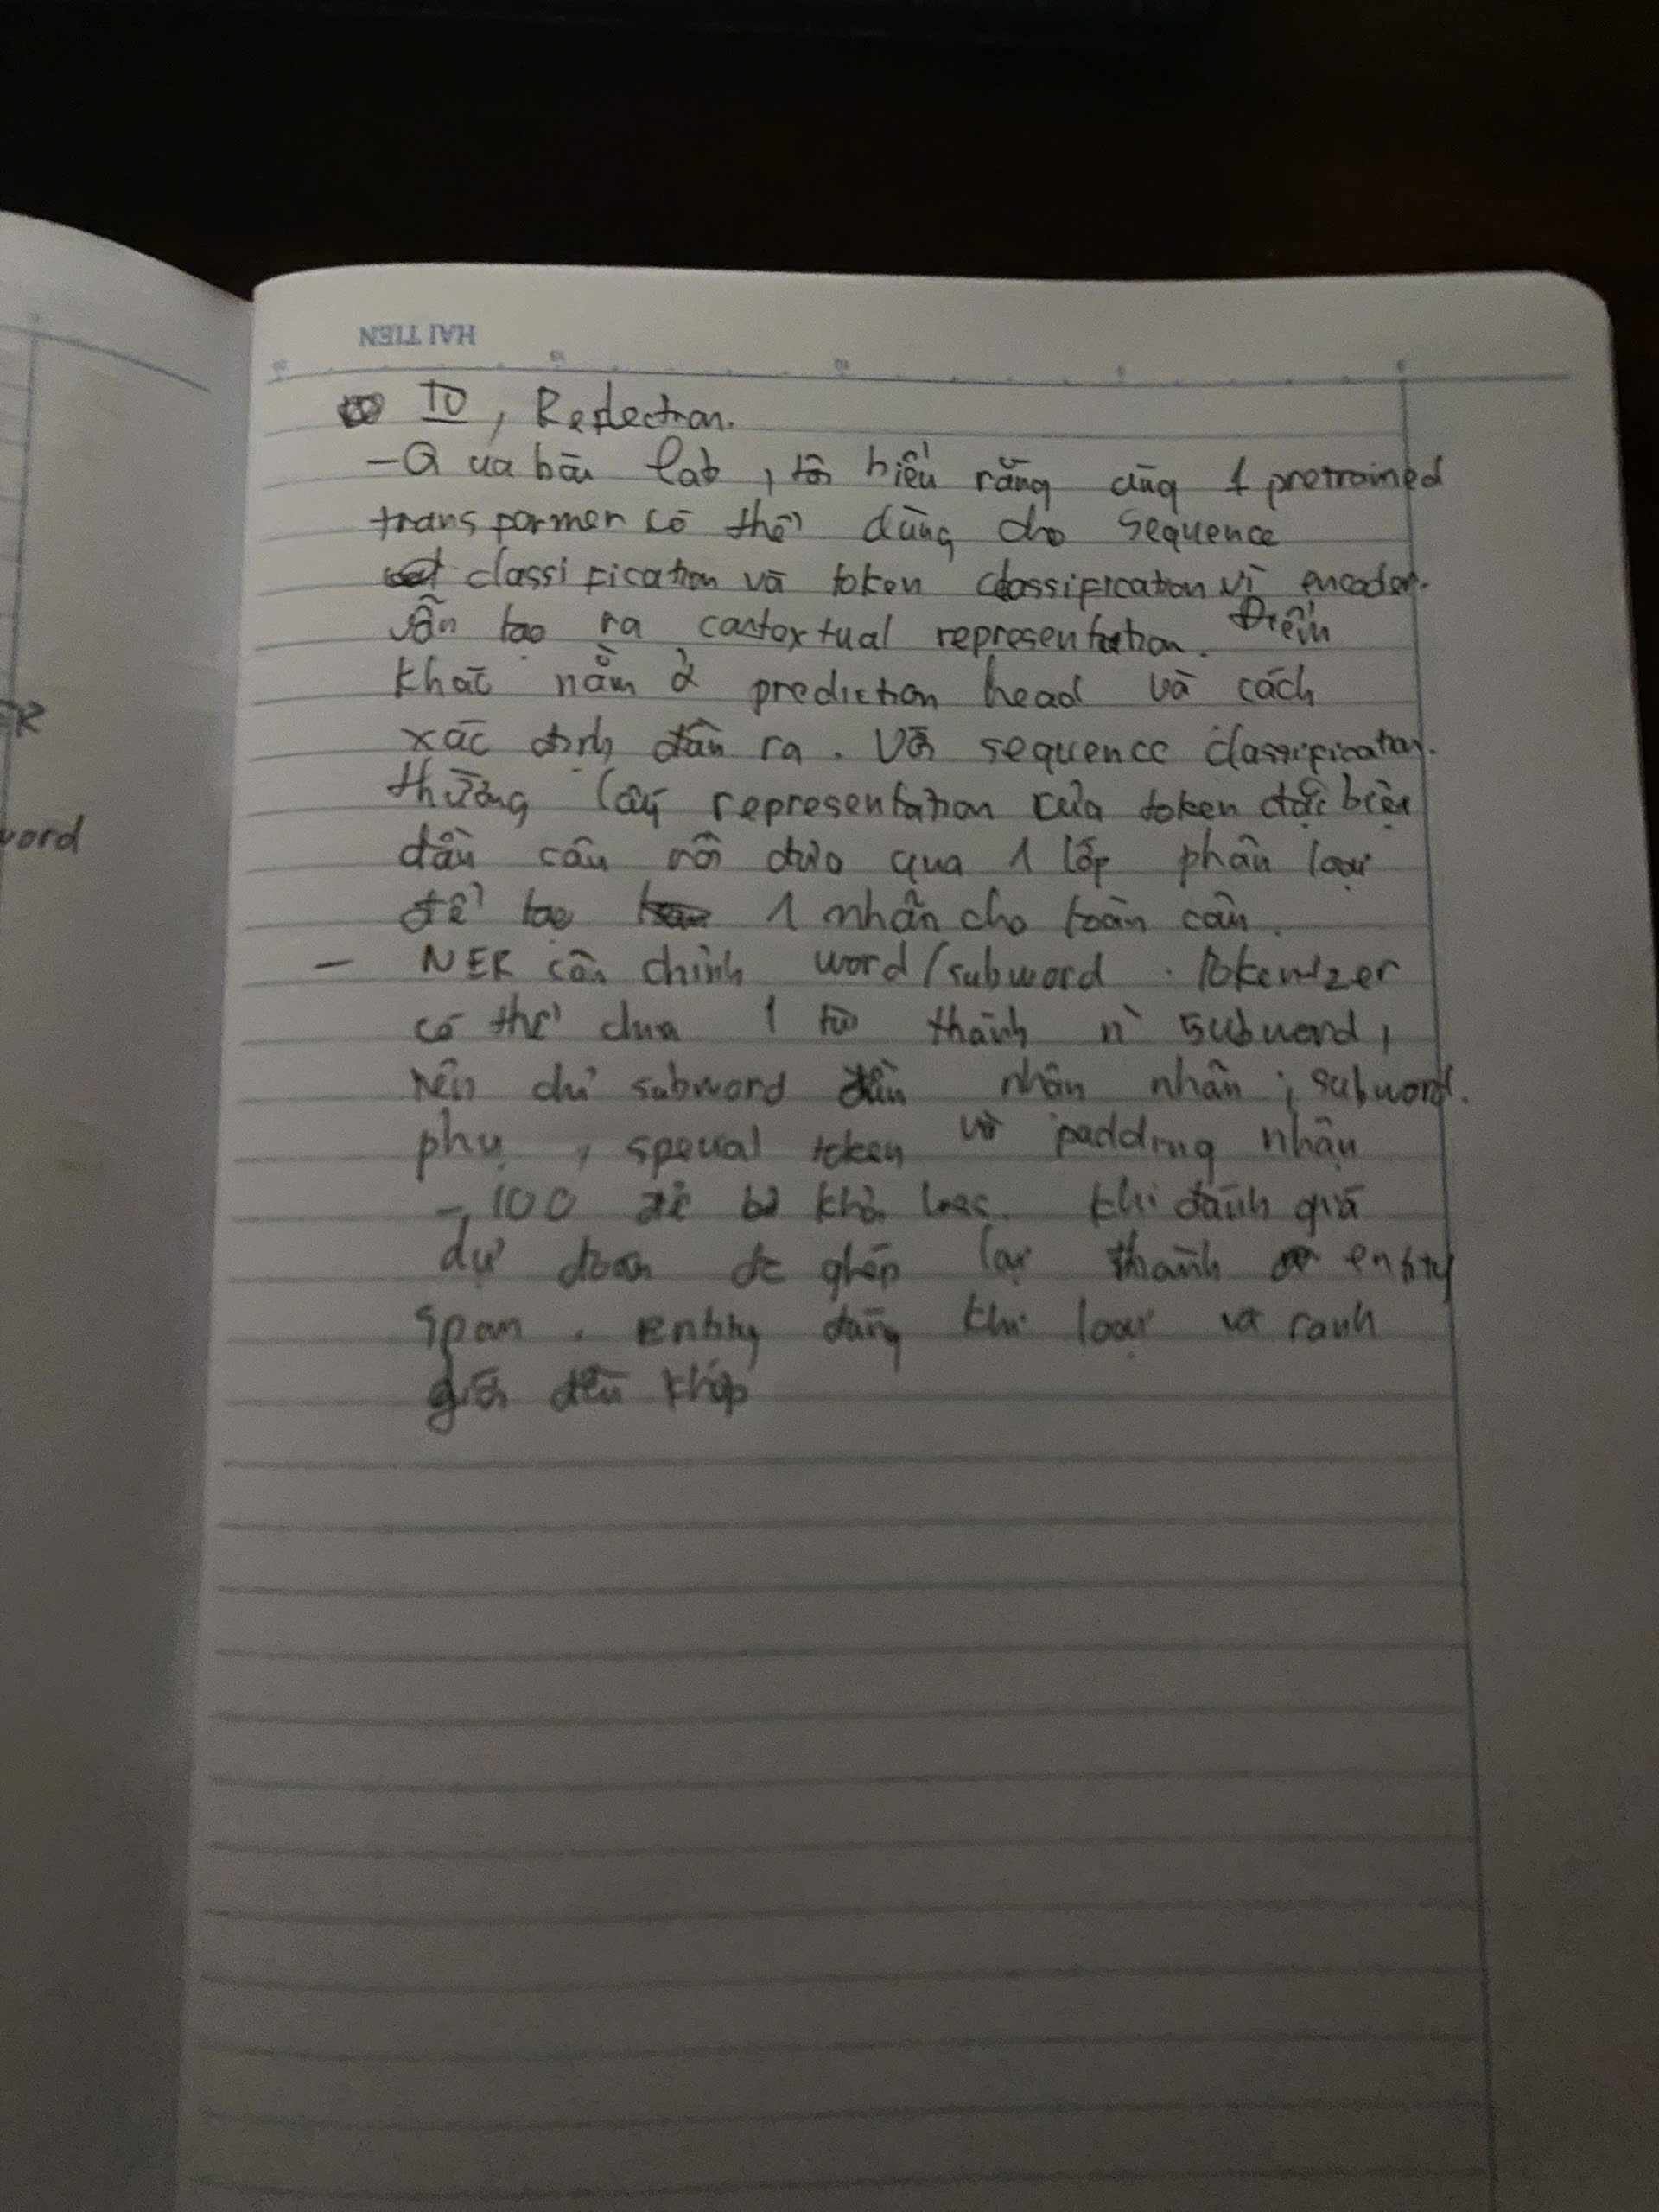 HAI TIEN
IV, Reflection.
- Qua bài lab, tôi hiểu rằng cùng 1 pretrained
transformer có thể dùng cho sequence
classification và token classification vì encoder
vẫn tạo ra contextual representation. Điểm
khác nằm ở prediction head và cách
xác định đầu ra. Với sequence classification.
thường lấy representation của token đặc biệt
đầu câu rồi đưa qua 1 lớp phân loại
để tạo 1 nhãn cho toàn câu.
- NER cần chỉnh word/subword. Tokenizer
có thể chưa 1 từ thành n subword,
nên chỉ subword đầu nhận nhãn; subword.
phụ, special token và padding nhận
-100 để bỏ khỏi loss. Khi đánh giá
dự đoán đc ghép lại thành entity
span. Entity đúng khi loại và ranh
giới đều khớp
ER
word